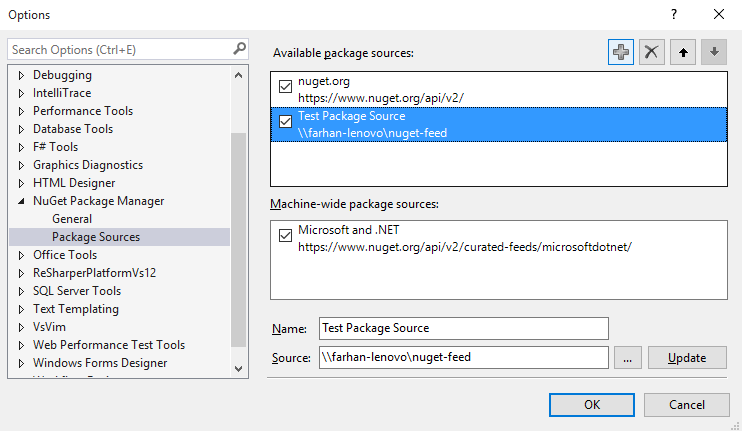 Options
Search Options (Ctrl+E)
Debugging
IntelliTrace
Performance Tools
Database Tools
F# Tools
Graphics Diagnostics
HTML Designer
NuGet Package Manager
General
Package Sources
Office Tools
ReSharperPlatformVs12
SQL Server Tools
Text Templating
VsVim
Web Performance Test Tools
Windows Forms Designer
Available package sources:
nuget.org
https://www.nuget.org/api/v2/
Test Package Source
\\farhan-lenovo\nuget-feed
Machine-wide package sources:
Microsoft and .NET
https://www.nuget.org/api/v2/curated-feeds/microsoftdotnet/
Name: Test Package Source
Source: \\farhan-lenovo\nuget-feed ... Update
OK Cancel